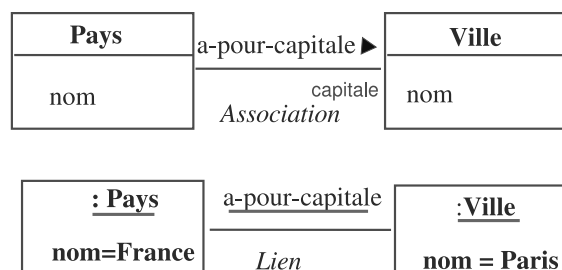 Pays
a-pour-capitale ▶
Ville
nom
capitale
nom
Association
: Pays
a-pour-capitale
:Ville
nom=France
Lien
nom = Paris